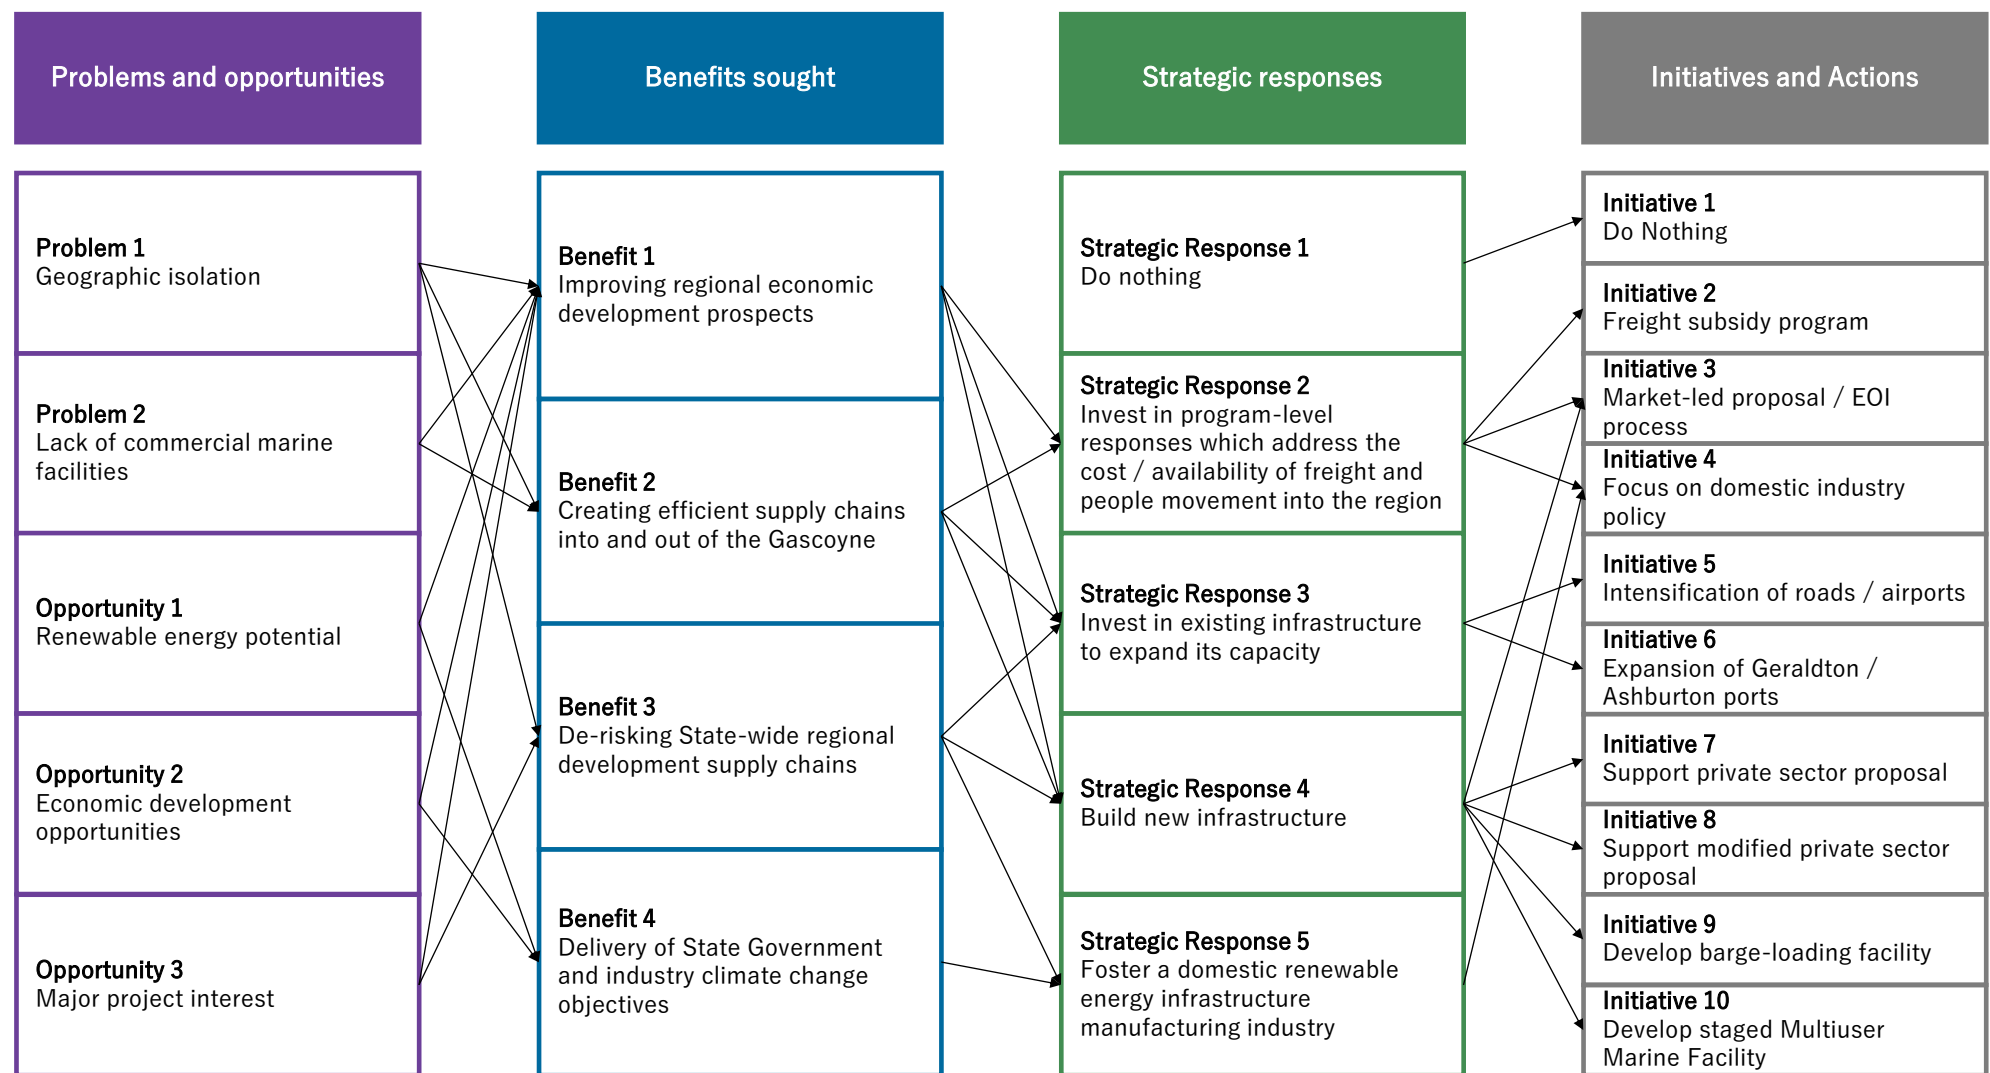 Problems and opportunities
Benefits sought
Strategic responses
Initiatives and Actions
Problem 1
Geographic isolation
Problem 2
Lack of commercial marine
facilities
Opportunity 1
Renewable energy potential
Opportunity 2
Economic development
opportunities
Opportunity 3
Major project interest
Benefit 1
Improving regional economic
development prospects
Benefit 2
Creating efficient supply chains
into and out of the Gascoyne
Benefit 3
De-risking State-wide regional
development supply chains
Benefit 4
Delivery of State Government
and industry climate change
objectives
Strategic Response 1
Do nothing
Strategic Response 2
Invest in program-level
responses which address the
cost / availability of freight and
people movement into the region
Strategic Response 3
Invest in existing infrastructure
to expand its capacity
Strategic Response 4
Build new infrastructure
Strategic Response 5
Foster a domestic renewable
energy infrastructure
manufacturing industry
Initiative 1
Do Nothing
Initiative 2
Freight subsidy program
Initiative 3
Market-led proposal / EOI
process
Initiative 4
Focus on domestic industry
policy
Initiative 5
Intensification of roads / airports
Initiative 6
Expansion of Geraldton /
Ashburton ports
Initiative 7
Support private sector proposal
Initiative 8
Support modified private sector
proposal
Initiative 9
Develop barge-loading facility
Initiative 10
Develop staged Multiuser
Marine Facility